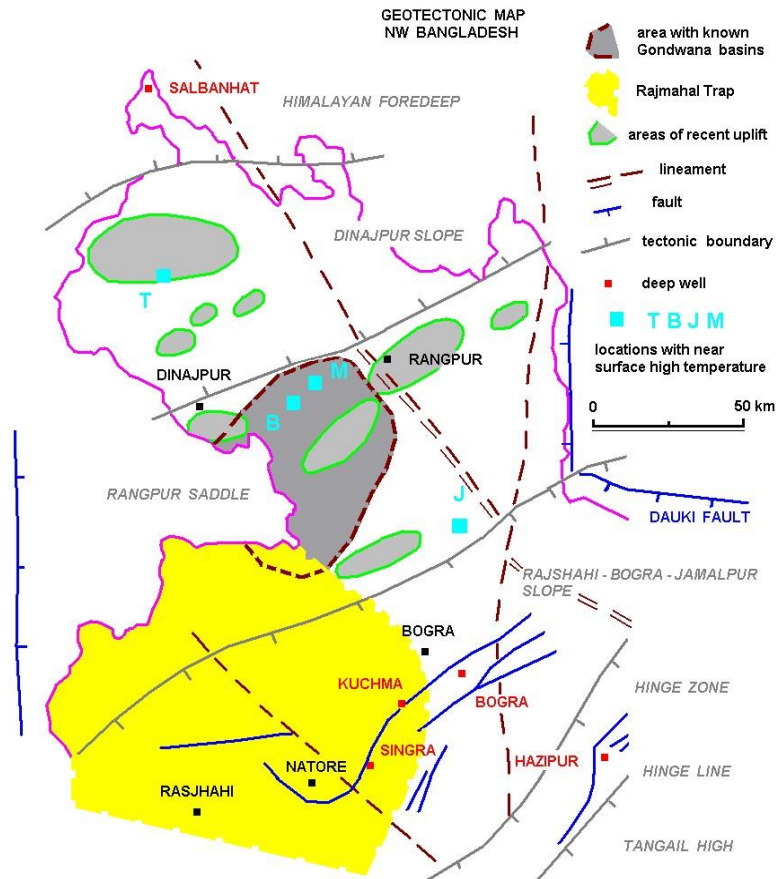 GEOTECTONIC MAP
NW BANGLADESH
area with known
Gondwana basins
Rajmahal Trap
areas of recent uplift
lineament
fault
tectonic boundary
deep well
T B J M
locations with near
surface high temperature
0 50 km
SALBANHAT
HIMALAYAN FOREDEEP
DINAJPUR SLOPE
T
DINAJPUR
RANGPUR
M
B
RANGPUR SADDLE
J
DAUKI FAULT
RAJSHAHI - BOGRA - JAMALPUR
SLOPE
BOGRA
KUCHMA
BOGRA
HINGE ZONE
SINGRA
HAZIPUR
NATORE
HINGE LINE
RASJHAHI
TANGAIL HIGH